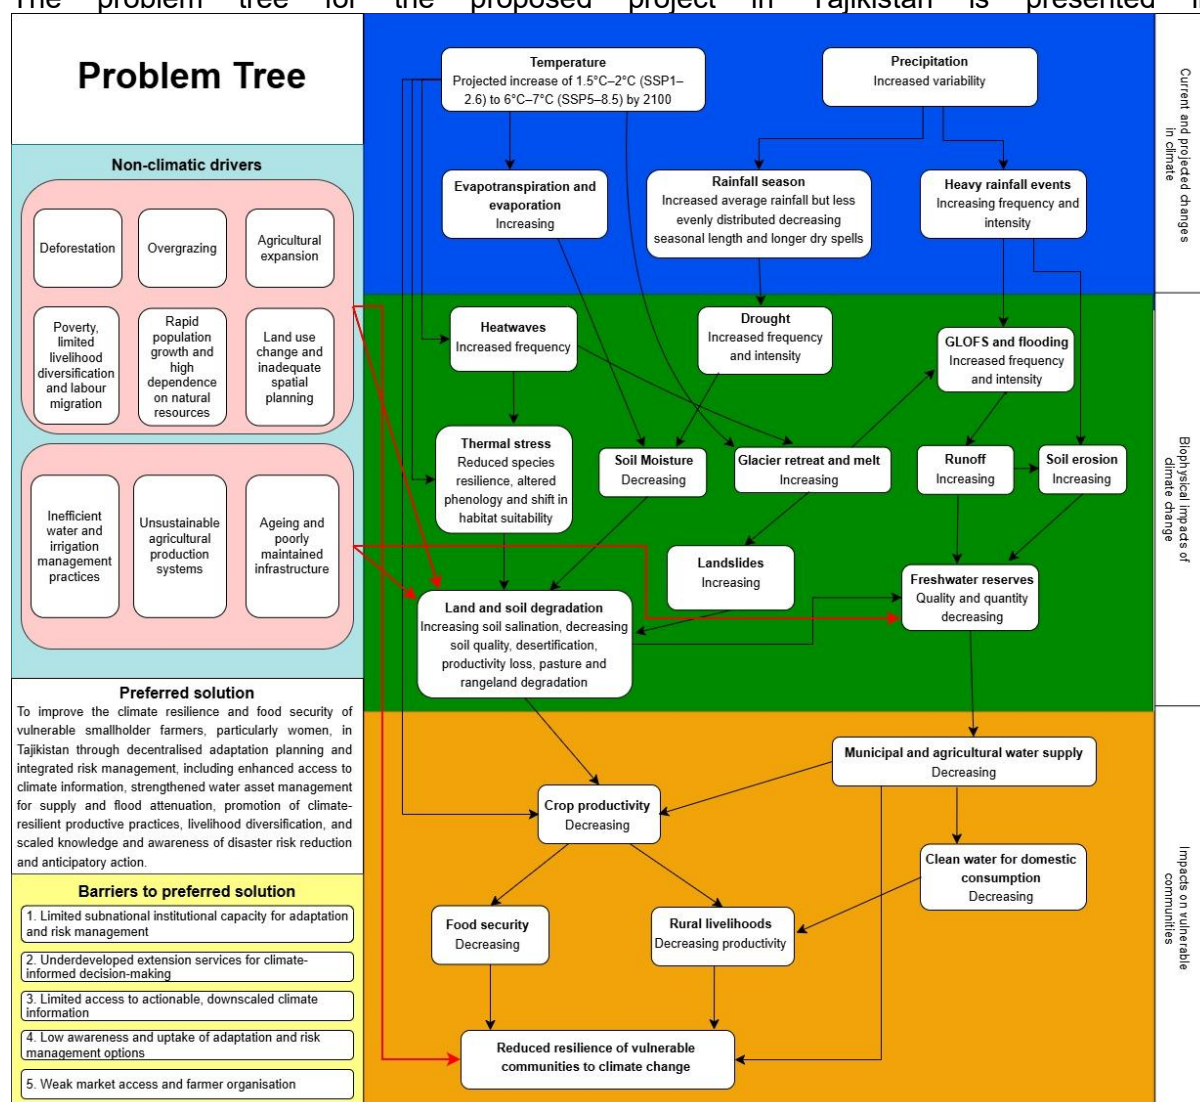 The problem tree for the proposed project in Tajikistan is presented i
Problem Tree
Non-climatic drivers
Deforestation
Overgrazing
Agricultural
expansion
Poverty,
limited
livelihood
diversification
and labour
migration
Rapid
population
growth and
high
dependence
on natural
resources
Land use
change and
inadequate
spatial
planning
Inefficient
water and
irrigation
management
practices
Unsustainable
agricultural
production
systems
Ageing and
poorly
maintained
infrastructure
Preferred solution
To improve the climate resilience and food security of
vulnerable smallholder farmers, particularly women, in
Tajikistan through decentralised adaptation planning and
integrated risk management, including enhanced access to
climate information, strengthened water asset management
for supply and flood attenuation, promotion of climate-
resilient productive practices, livelihood diversification, and
scaled knowledge and awareness of disaster risk reduction
and anticipatory action.
Barriers to preferred solution
1. Limited subnational institutional capacity for adaptation
and risk management
2. Underdeveloped extension services for climate-
informed decision-making
3. Limited access to actionable, downscaled climate
information
4. Low awareness and uptake of adaptation and risk
management options
5. Weak market access and farmer organisation
Temperature
Projected increase of 1.5°C–2°C (SSP1–
2.6) to 6°C–7°C (SSP5–8.5) by 2100
Precipitation
Increased variability
Evapotranspiration and
evaporation
Increasing
Rainfall season
Increased average rainfall but less
evenly distributed decreasing
seasonal length and longer dry spells
Heavy rainfall events
Increasing frequency and
intensity
Current and projected changes
in climate
Heatwaves
Increased frequency
Drought
Increased frequency
and intensity
GLOFS and flooding
Increased frequency
and intensity
Thermal stress
Reduced species
resilience, altered
phenology and shift in
habitat suitability
Soil Moisture
Decreasing
Glacier retreat and melt
Increasing
Runoff
Increasing
Soil erosion
Increasing
Landslides
Increasing
Freshwater reserves
Quality and quantity
decreasing
Land and soil degradation
Increasing soil salination, decreasing
soil quality, desertification,
productivity loss, pasture and
rangeland degradation
Biophysical impacts of
climate change
Municipal and agricultural water supply
Decreasing
Crop productivity
Decreasing
Clean water for domestic
consumption
Decreasing
Food security
Decreasing
Rural livelihoods
Decreasing productivity
Reduced resilience of vulnerable
communities to climate change
Impacts on vulnerable
communities